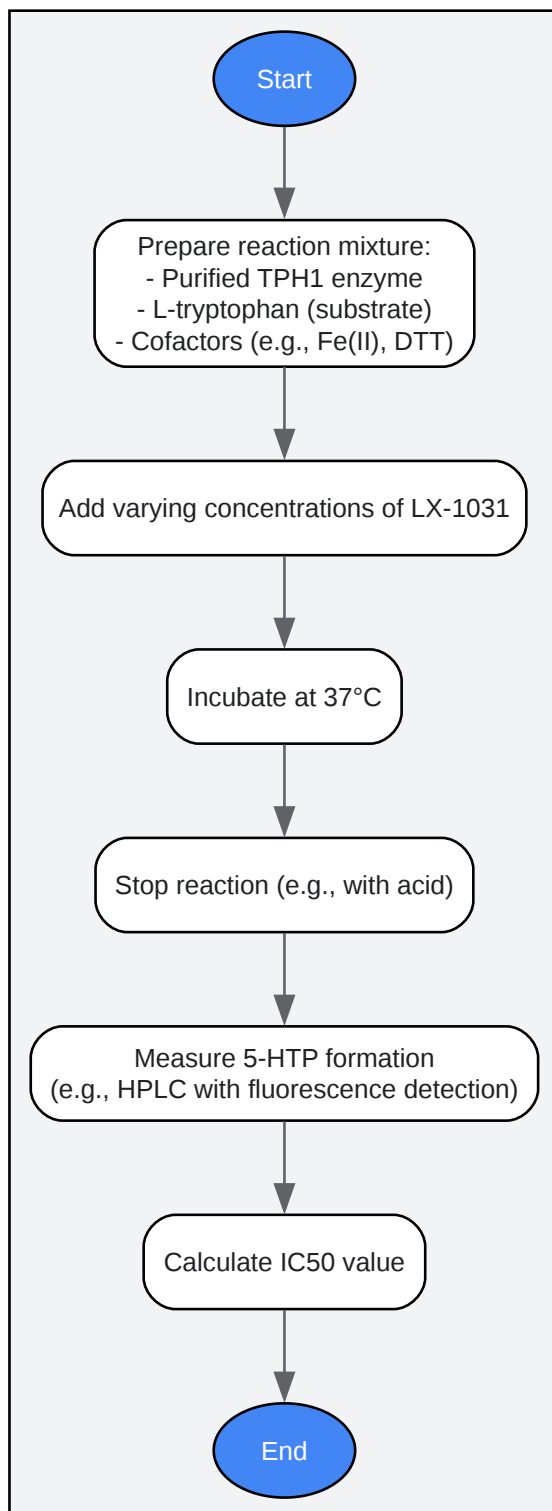 Start
Prepare reaction mixture:
- Purified TPH1 enzyme
- L-tryptophan (substrate)
- Cofactors (e.g., Fe(II), DTT)
Add varying concentrations of LX-1031
Incubate at 37°C
Stop reaction (e.g., with acid)
Measure 5-HTP formation
(e.g., HPLC with fluorescence detection)
Calculate IC50 value
End